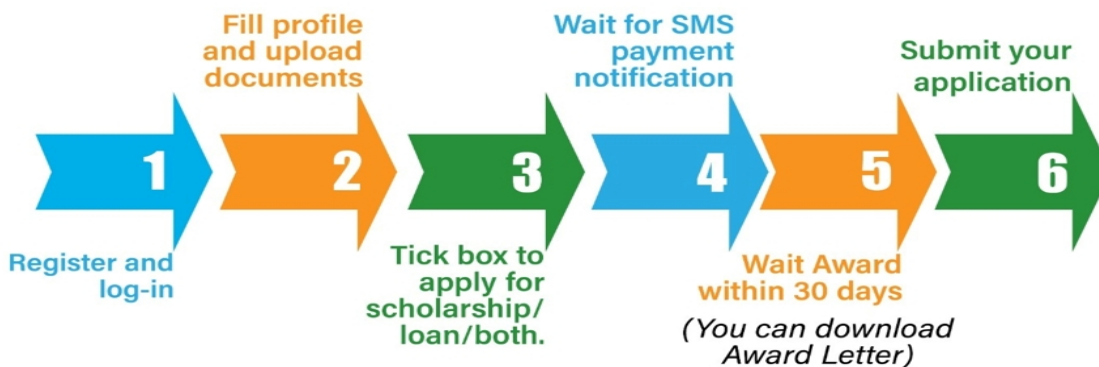 1
Register and
log-in
Fill profile
and upload
documents
2
3
Tick box to
apply for
scholarship/
loan/both.
Wait for SMS
payment
notification
4
5
Wait Award
within 30 days
(You can download
Award Letter)
Submit your
application
6